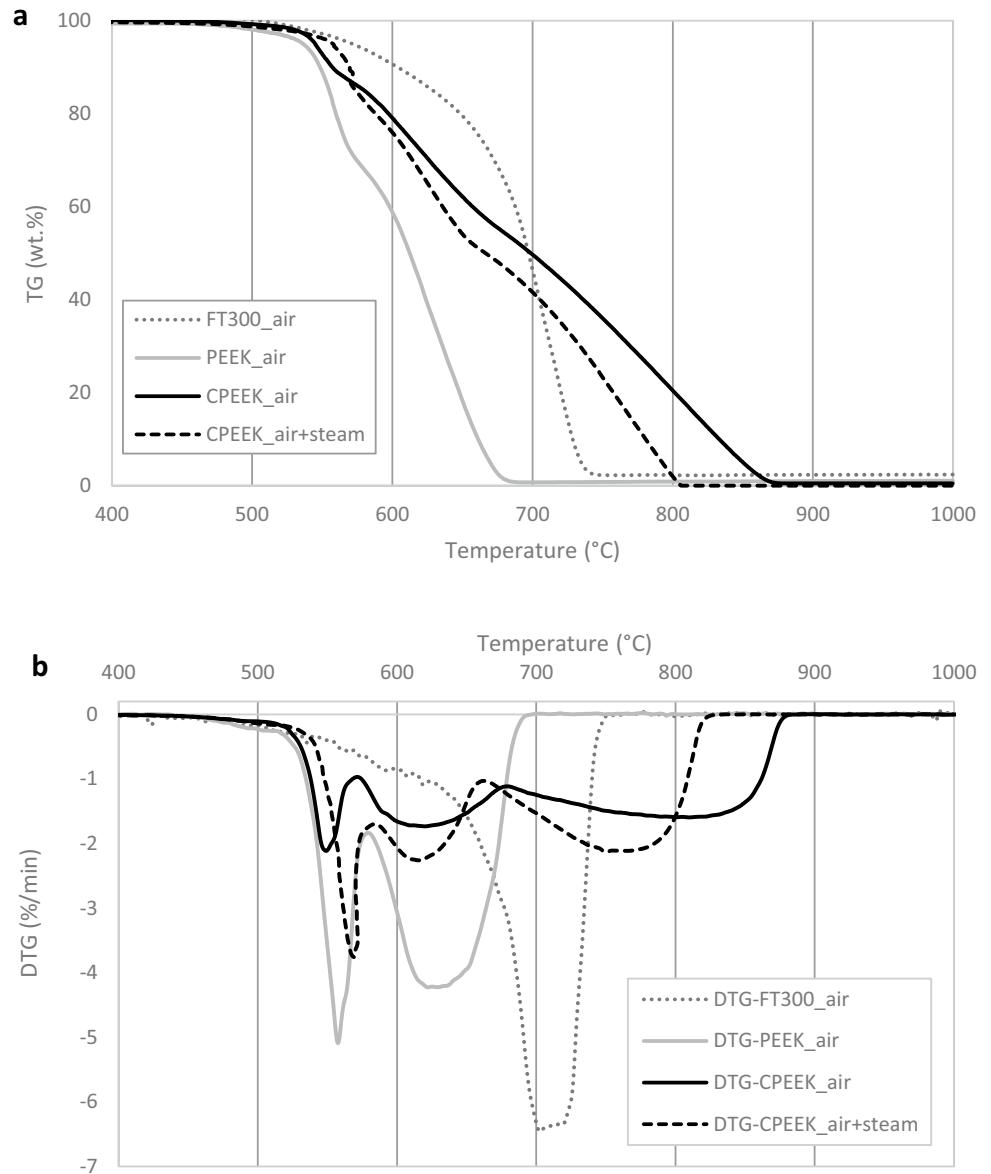 a
100
80
60
40
20
0
TG (wt.%)
FT300_air
PEEK_air
CPEEK_air
CPEEK_air+steam
400 500 600 700 800 900 1000
Temperature (°C)
b
Temperature (°C)
400 500 600 700 800 900 1000
0
-1
-2
-3
-4
-5
-6
-7
DTG (%/min)
DTG-FT300_air
DTG-PEEK_air
DTG-CPEEK_air
DTG-CPEEK_air+steam